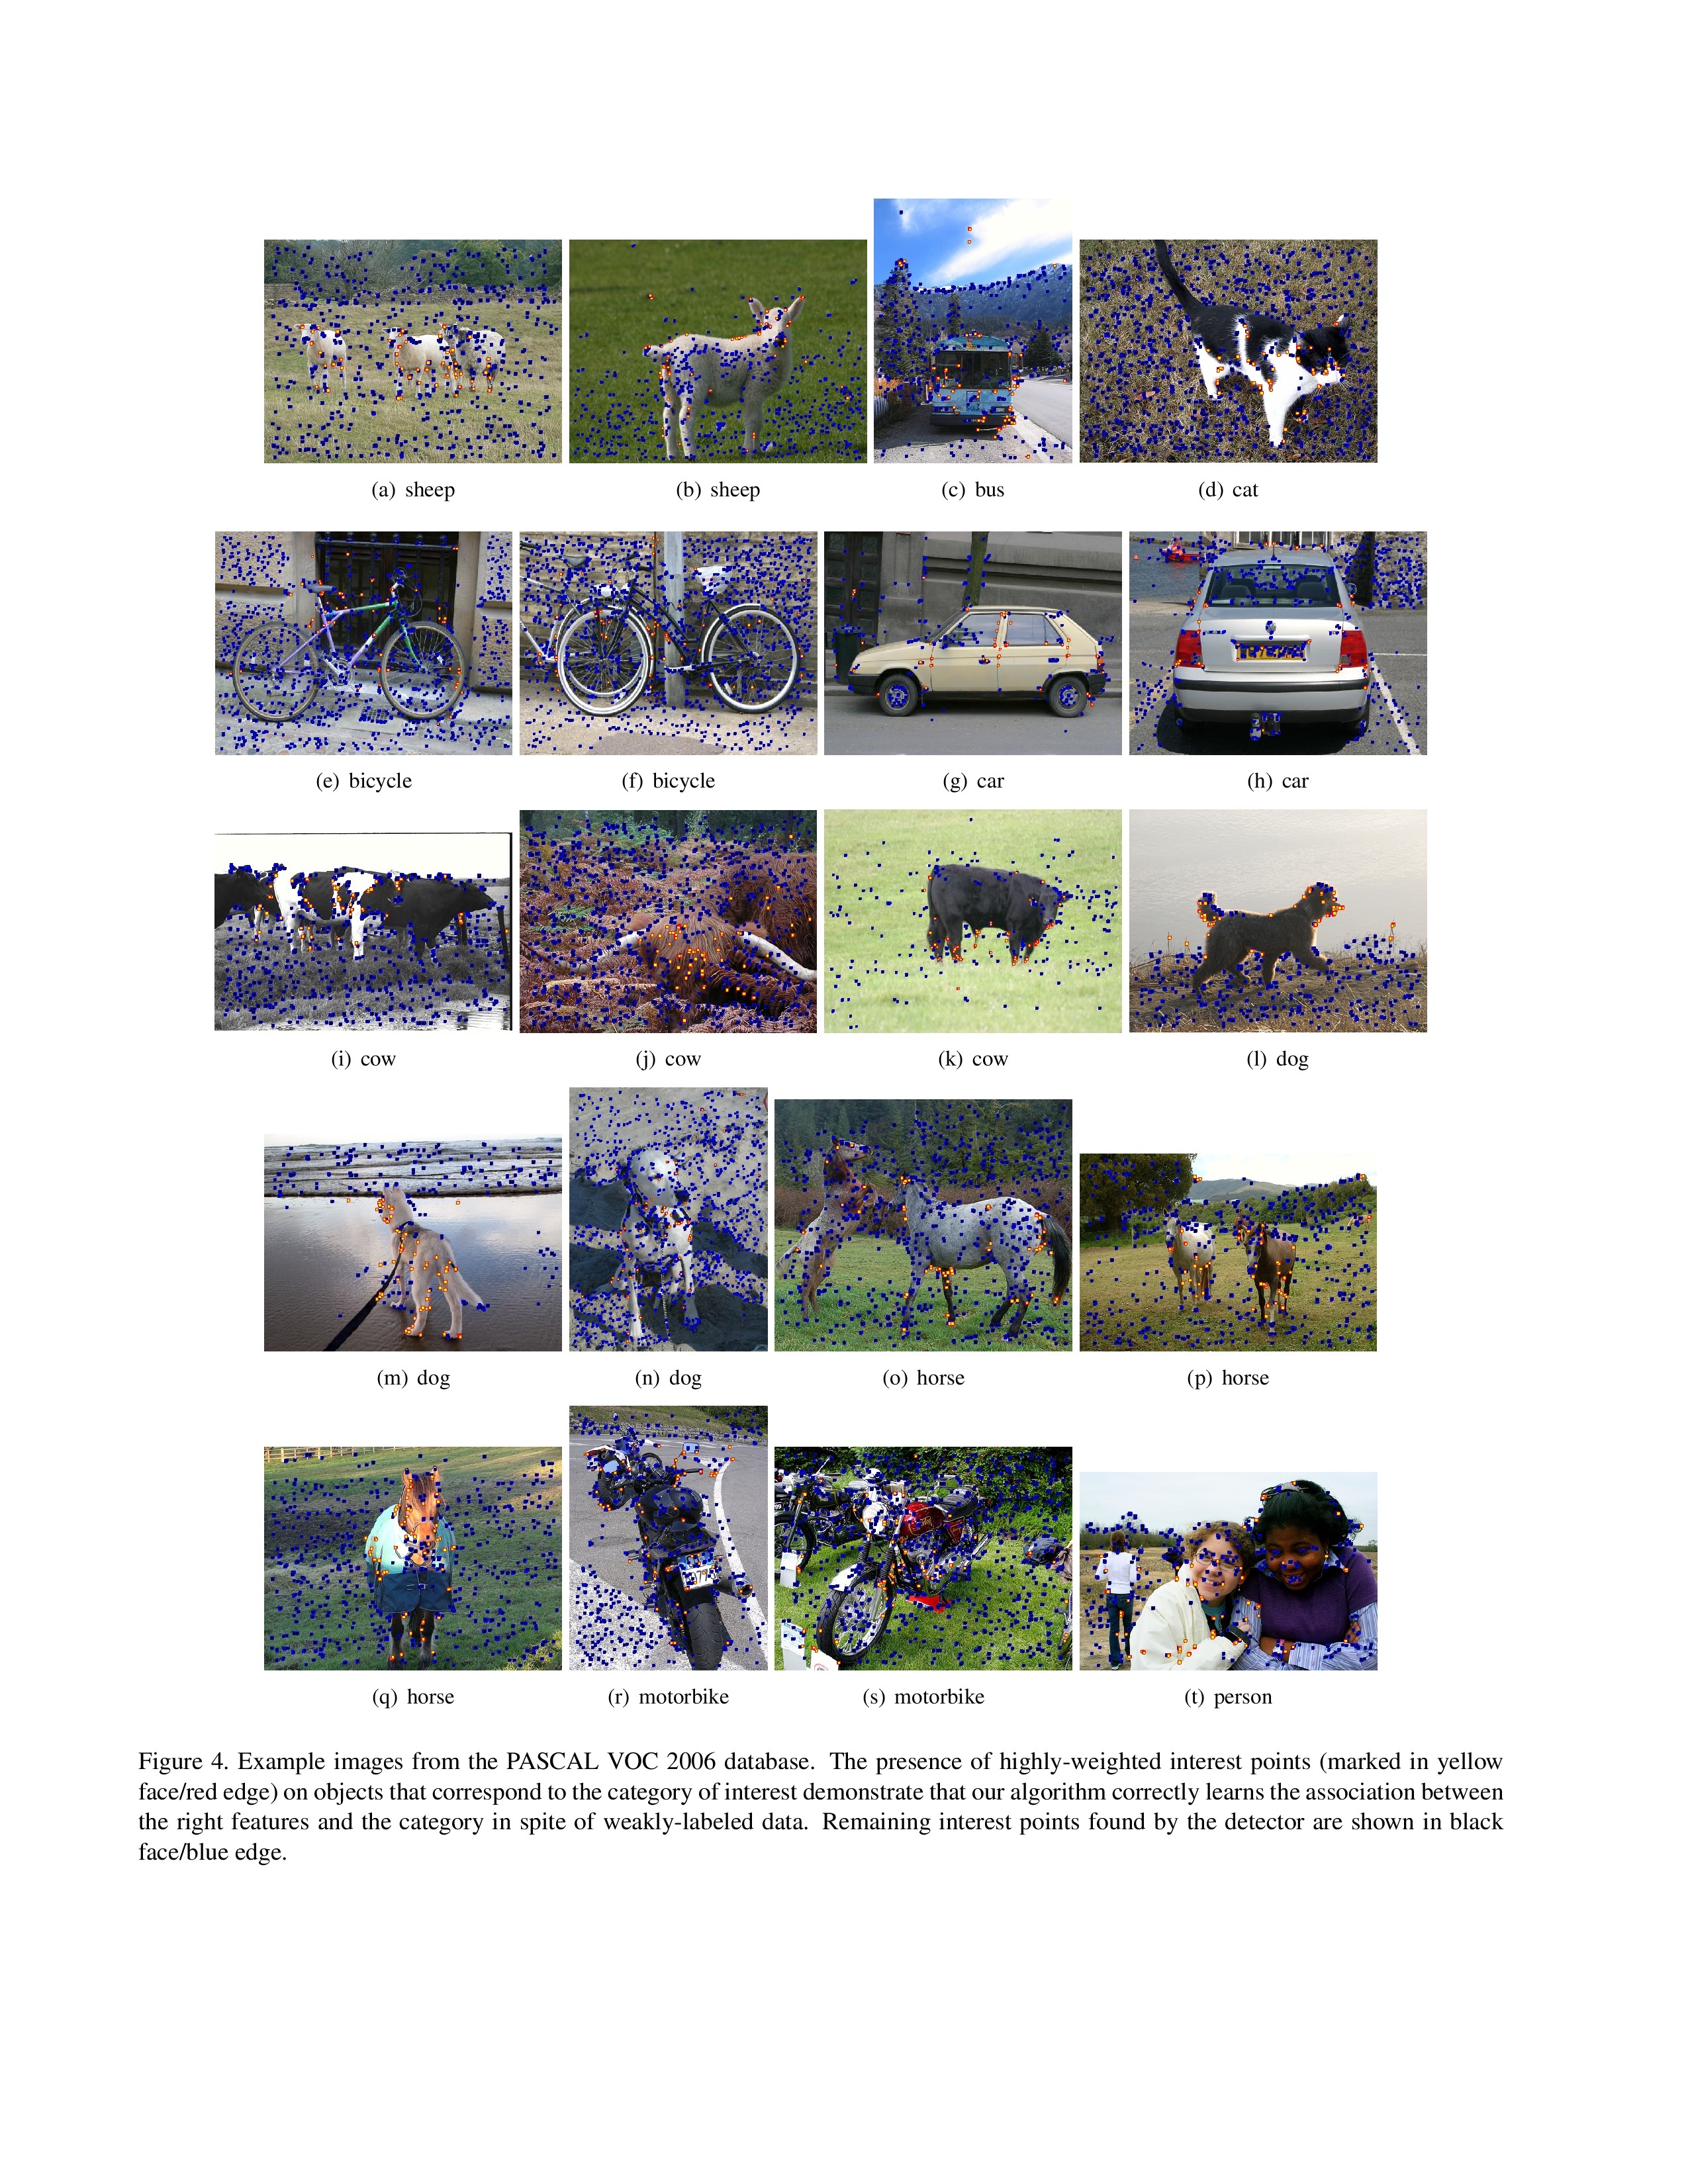 (a) sheep
(b) sheep
(c) bus
(d) cat
(e) bicycle
(f) bicycle
(g) car
(h) car
(i) cow
(j) cow
(k) cow
(l) dog
(m) dog
(n) dog
(o) horse
(p) horse
(q) horse
(r) motorbike
(s) motorbike
(t) person
Figure 4. Example images from the PASCAL VOC 2006 database. The presence of highly-weighted interest points (marked in yellow
face/red edge) on objects that correspond to the category of interest demonstrate that our algorithm correctly learns the association between
the right features and the category in spite of weakly-labeled data. Remaining interest points found by the detector are shown in black
face/blue edge.